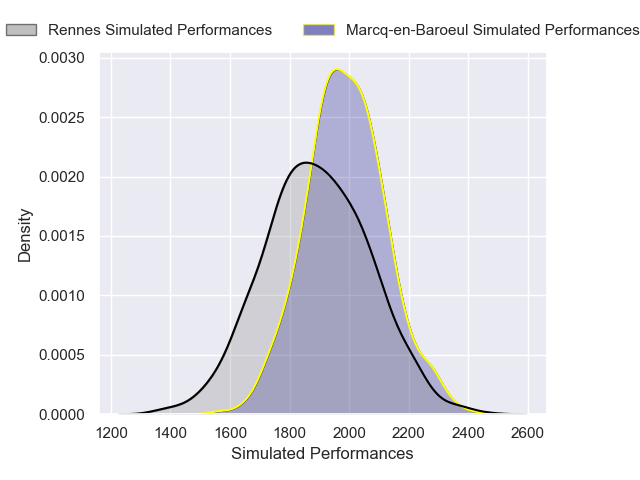 Rennes Simulated Performances Marcq-en-Baroeul Simulated Performances
0.0030
0.0025
0.0020
0.0015
0.0010
0.0005
0.0000
Density
1200 1400 1600 1800 2000 2200 2400 2600
Simulated Performances